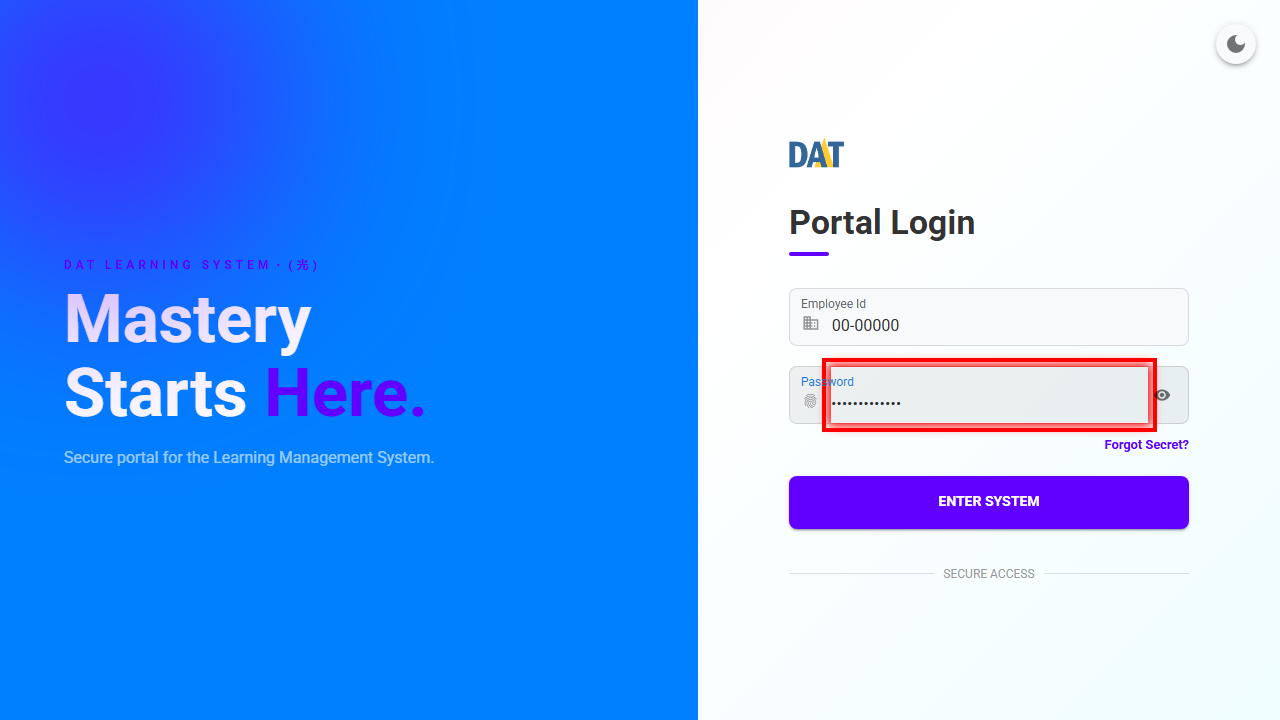 DAT LEARNING SYSTEM · (光)
Mastery
Starts Here.
Secure portal for the Learning Management System.
DAT
Portal Login
Employee Id
00-00000
Password
•••••••••••••
Forgot Secret?
ENTER SYSTEM
SECURE ACCESS